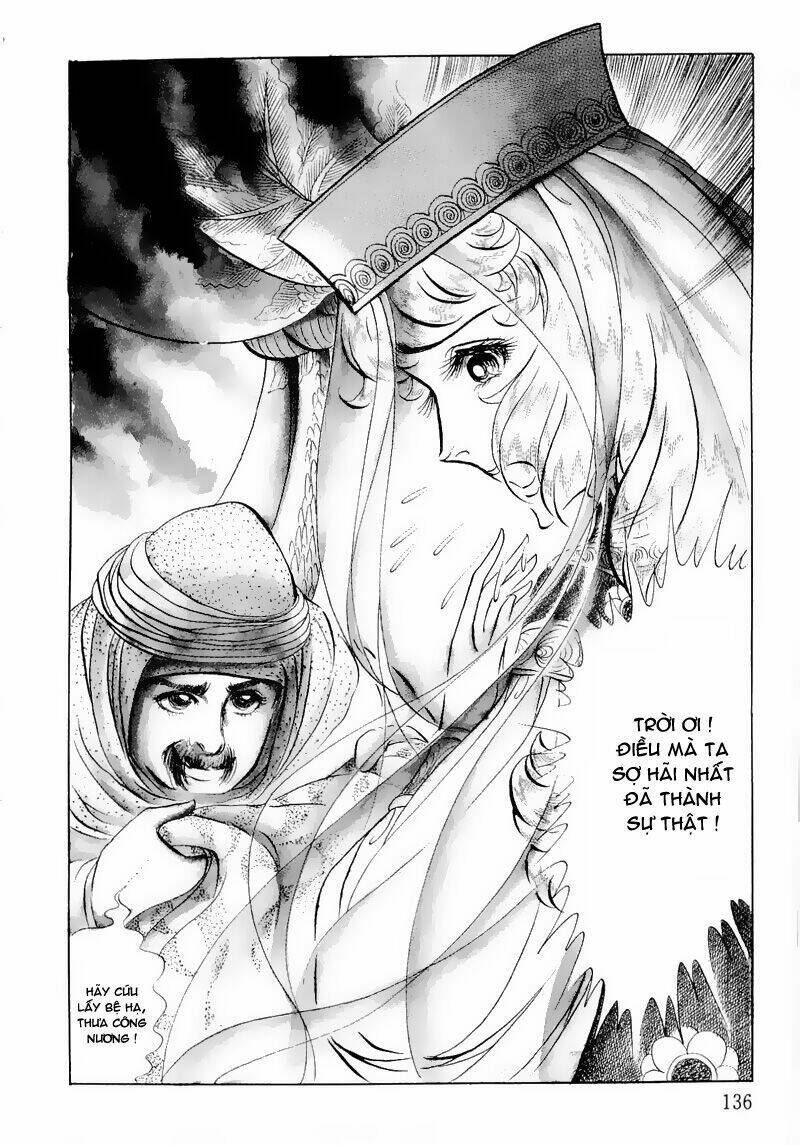 TRỜI ƠI !
ĐIỀU MÀ TA
SỢ HÃI NHẤT
ĐÃ THÀNH
SỰ THẬT !
HÃY CỨU
LẤY BỆ HẠ,
THƯA CÔNG
NƯƠNG !
136